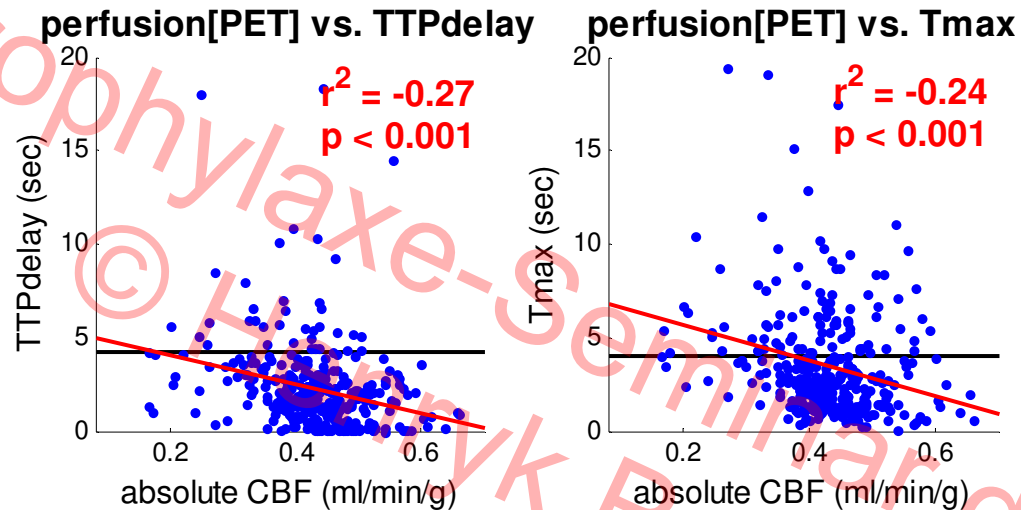 perfusion[PET] vs. TTPdelay
r² = -0.27
p < 0.001
TTPdelay (sec)
20
15
10
5
0
0.2 0.4 0.6
absolute CBF (ml/min/g)
perfusion[PET] vs. Tmax
r² = -0.24
p < 0.001
Tmax (sec)
20
15
10
5
0
0.2 0.4 0.6
absolute CBF (ml/min/g)
rophylaxe-Seminar d
© Henryk B